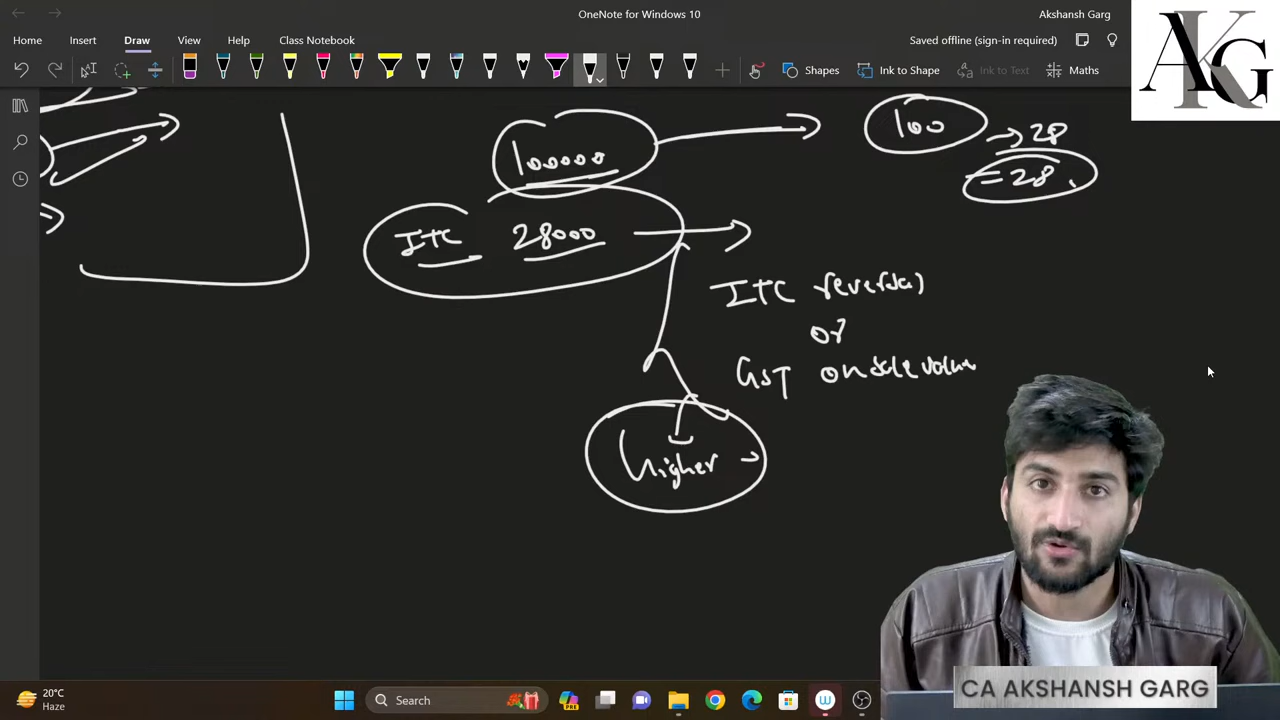 OneNote for Windows 10
Akshansh Garg
Home Insert Draw View Help Class Notebook
Saved offline (sign-in required)
Shapes Ink to Shape Ink to Text Maths
AKG
100000
100
→ 28
= 28
ITC 28000
ITC reversal
or
GST on sale value
Higher
CA AKSHANSH GARG
20°C
Haze
Search
PRE